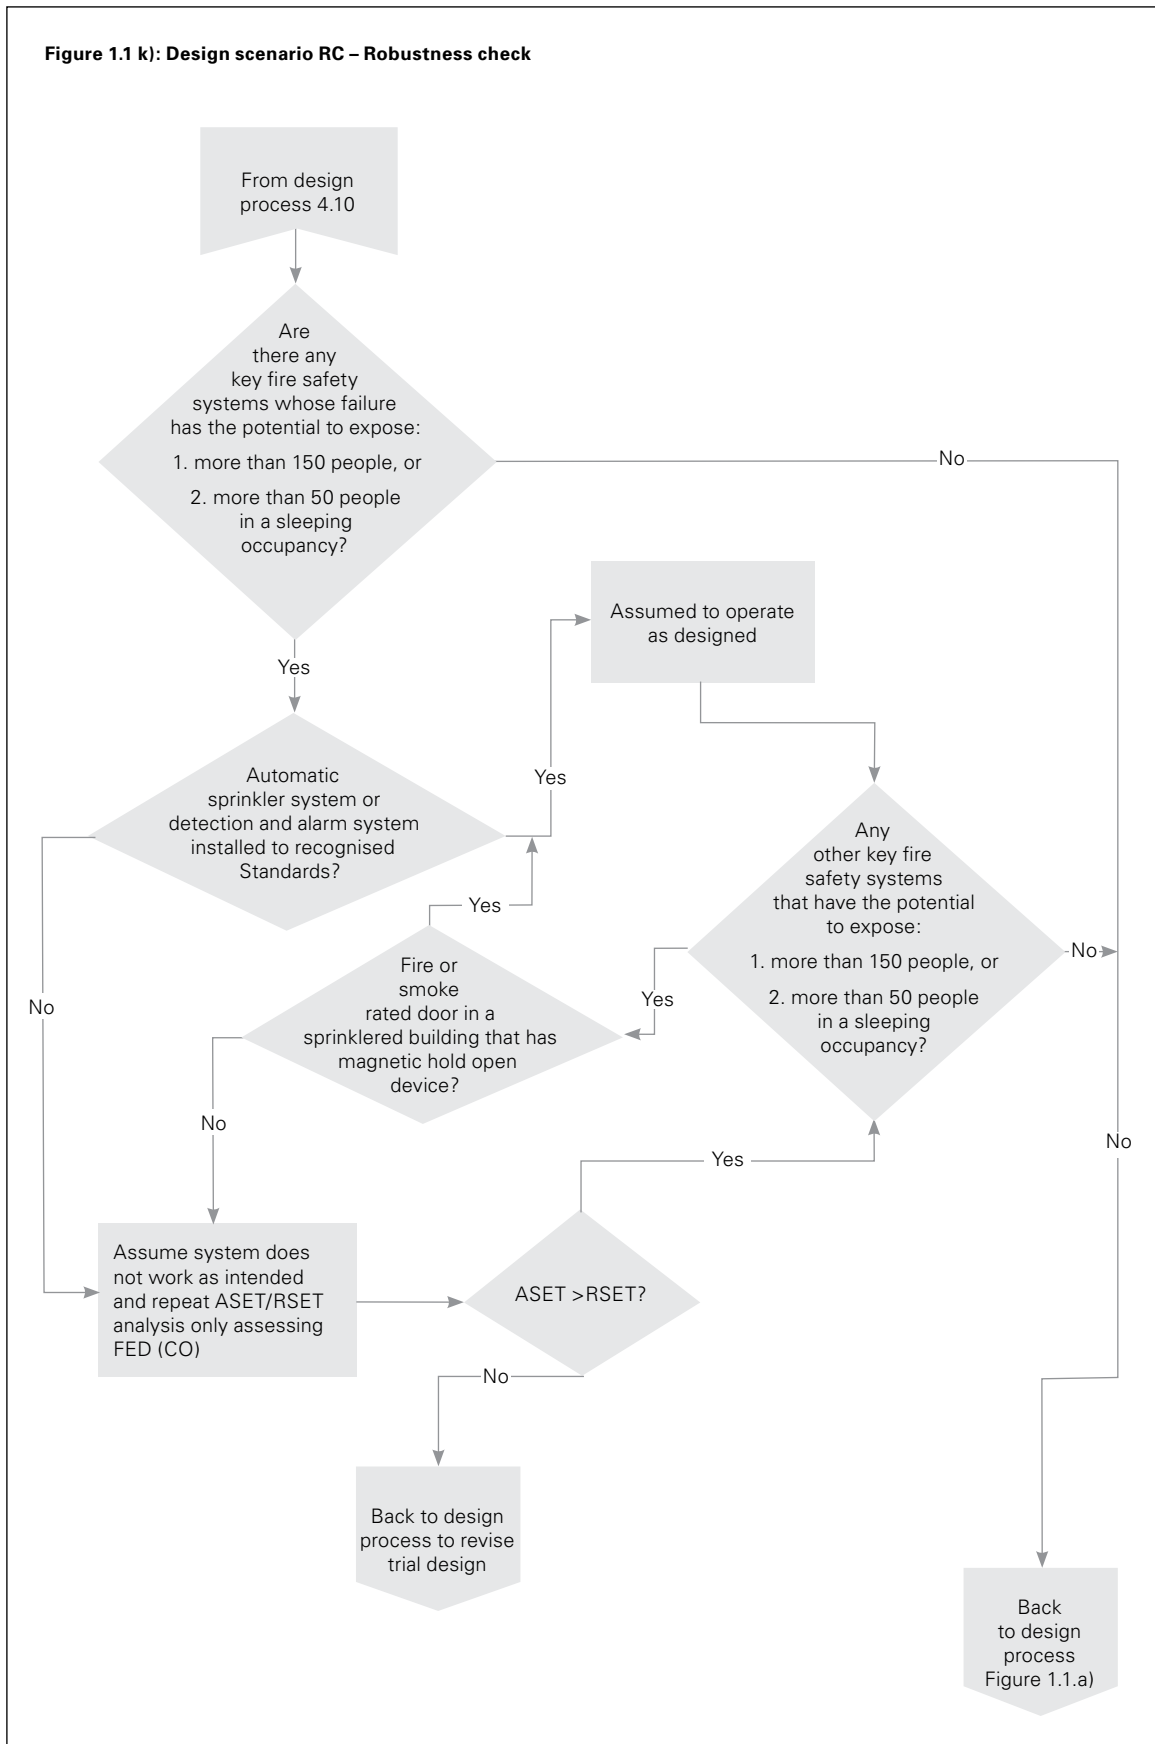 Figure 1.1 k): Design scenario RC – Robustness check
From design
process 4.10
Are
there any
key fire safety
systems whose failure
has the potential to expose:
1. more than 150 people, or
2. more than 50 people
in a sleeping
occupancy?
No
Yes
Assumed to operate
as designed
Automatic
sprinkler system or
detection and alarm system
installed to recognised
Standards?
Yes
No
Any
other key fire
safety systems
that have the potential
to expose:
1. more than 150 people, or
2. more than 50 people
in a sleeping
occupancy?
No
Yes
Fire or
smoke
rated door in a
sprinklered building that has
magnetic hold open
device?
Yes
No
No
Yes
Assume system does
not work as intended
and repeat ASET/RSET
analysis only assessing
FED (CO)
ASET >RSET?
No
Back to design
process to revise
trial design
Back
to design
process
Figure 1.1.a)